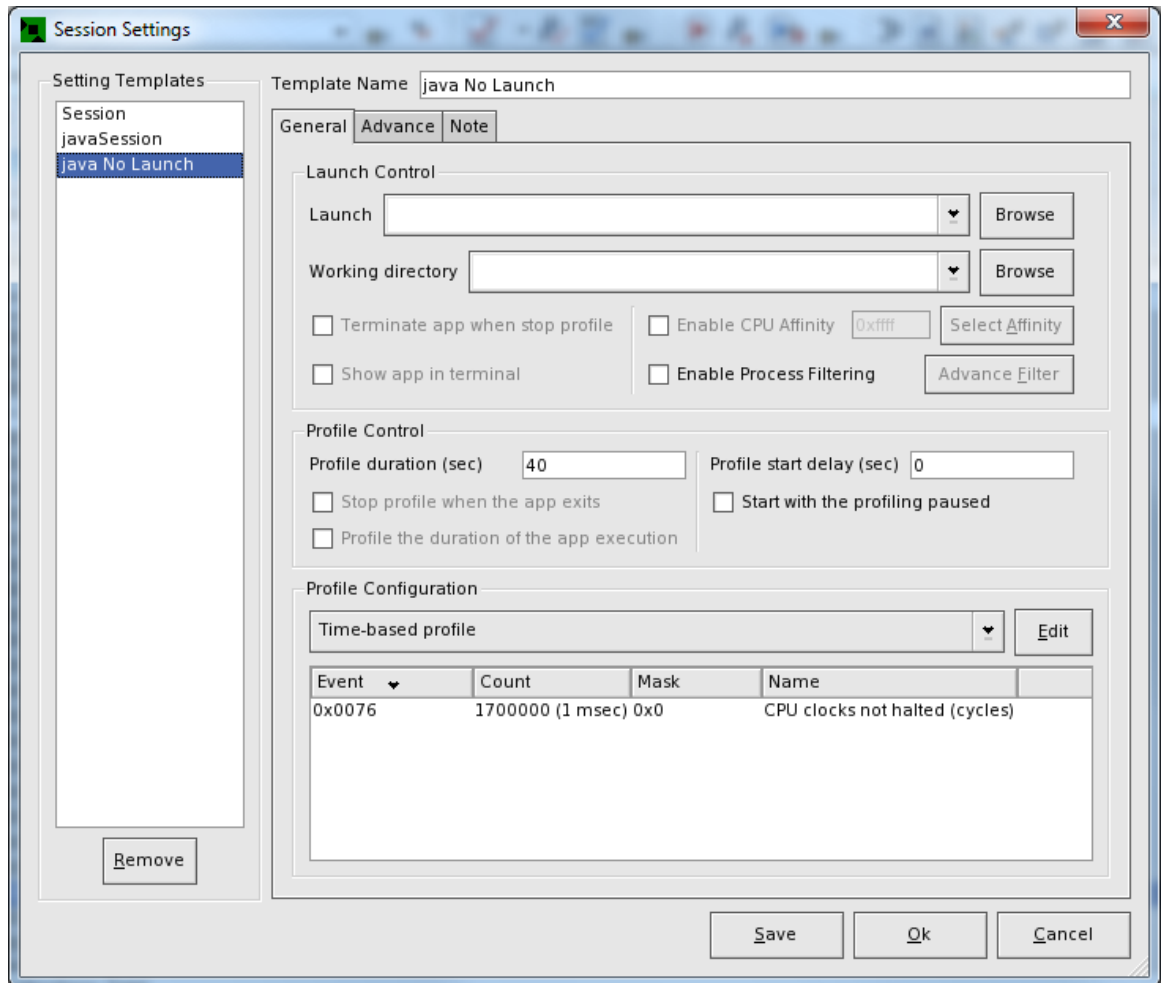 Session Settings
Setting Templates
Session
javaSession
java No Launch
Remove
Template Name java No Launch
General Advance Note
Launch Control
Launch Browse
Working directory Browse
Terminate app when stop profile Enable CPU Affinity 0xffff Select Affinity
Show app in terminal Enable Process Filtering Advance Filter
Profile Control
Profile duration (sec) 40 Profile start delay (sec) 0
Stop profile when the app exits Start with the profiling paused
Profile the duration of the app execution
Profile Configuration
Time-based profile Edit
Event Count Mask Name
0x0076 1700000 (1 msec) 0x0 CPU clocks not halted (cycles)
Save Ok Cancel